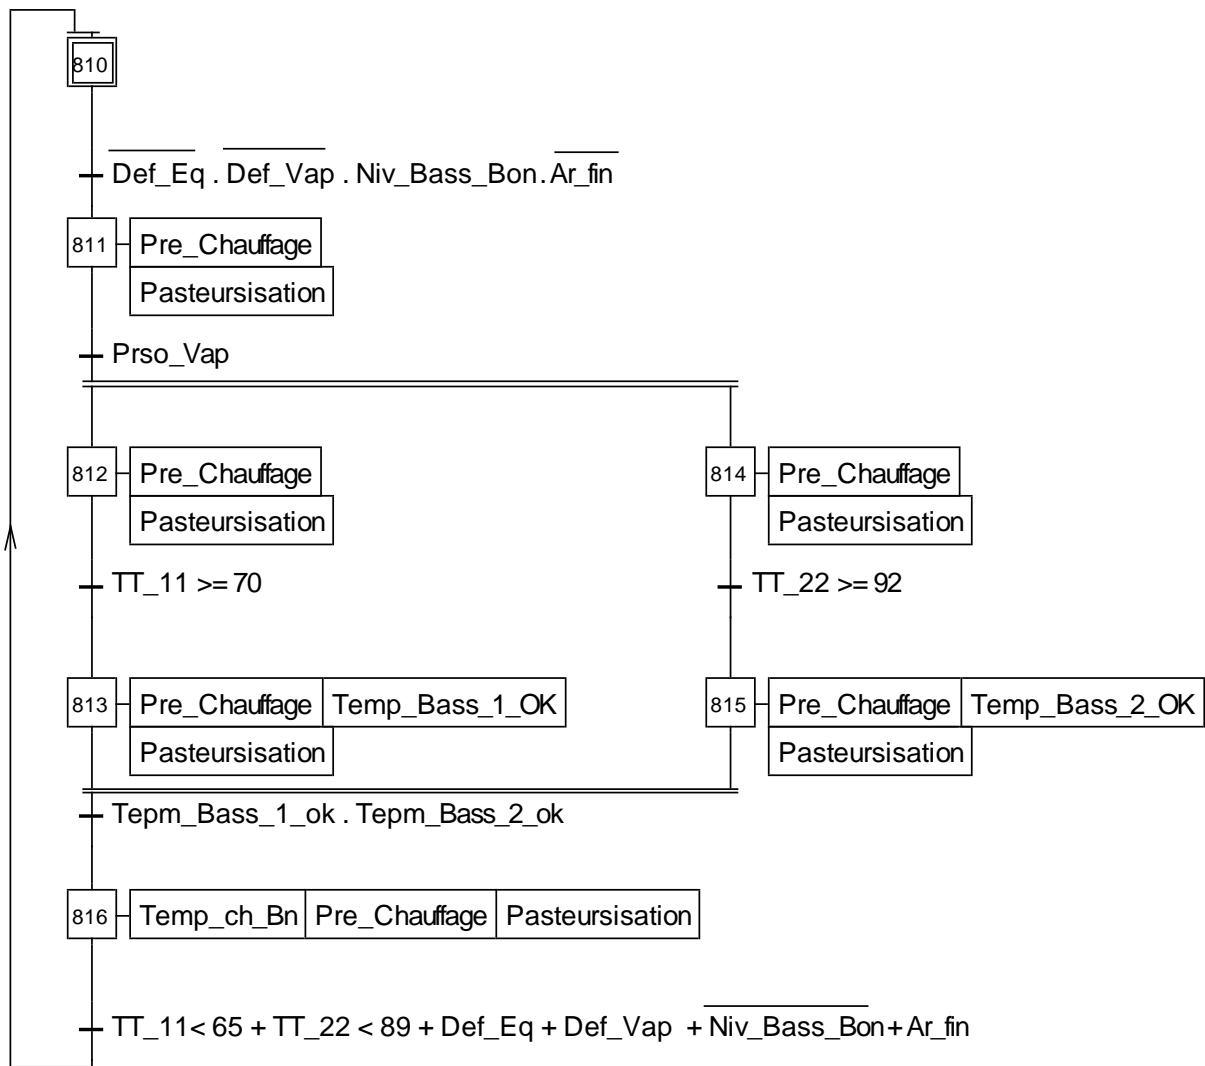 810
Def_Eq . Def_Vap . Niv_Bass_Bon. Ar_fin
811 Pre_Chauffage
Pasteursisation
Prso_Vap
812 Pre_Chauffage 814 Pre_Chauffage
Pasteursisation Pasteursisation
TT_11 >= 70 TT_22 >= 92
813 Pre_Chauffage Temp_Bass_1_OK 815 Pre_Chauffage Temp_Bass_2_OK
Pasteursisation Pasteursisation
Tepm_Bass_1_ok . Tepm_Bass_2_ok
816 Temp_ch_Bn Pre_Chauffage Pasteursisation
TT_11< 65 + TT_22 < 89 + Def_Eq + Def_Vap + Niv_Bass_Bon+ Ar_fin